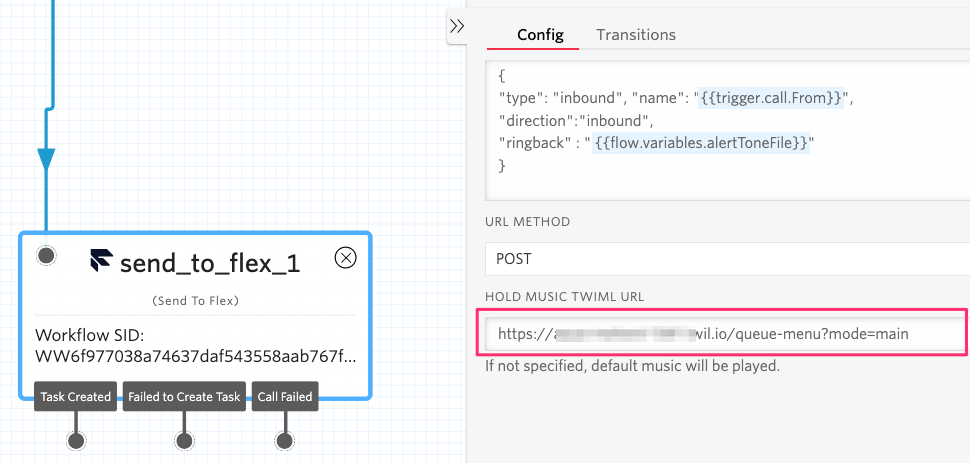 Config Transitions
{
"type": "inbound", "name": "{{trigger.call.From}}",
"direction":"inbound",
"ringback" : " {{flow.variables.alertToneFile}}"
}
URL METHOD
POST
HOLD MUSIC TWIML URL
https:// wil.io/queue-menu?mode=main
If not specified, default music will be played.
send_to_flex_1
(Send To Flex)
Workflow SID:
WW6f977038a74637daf543558aab767f...
Task Created Failed to Create Task Call Failed